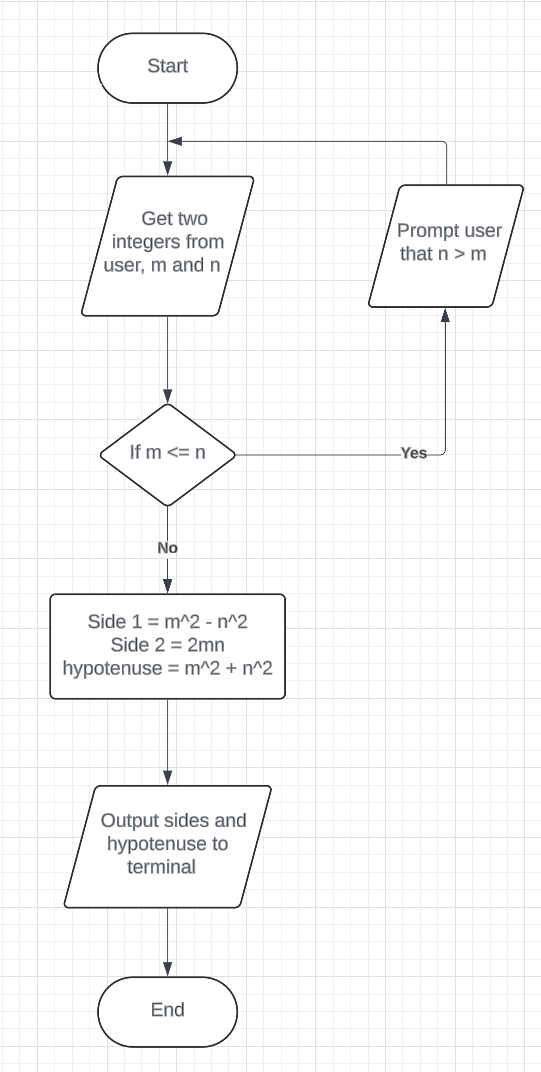 Start
Get two
integers from
user, m and n
Prompt user
that n > m
If m <= n
Yes
No
Side 1 = m^2 - n^2
Side 2 = 2mn
hypotenuse = m^2 + n^2
Output sides and
hypotenuse to
terminal
End